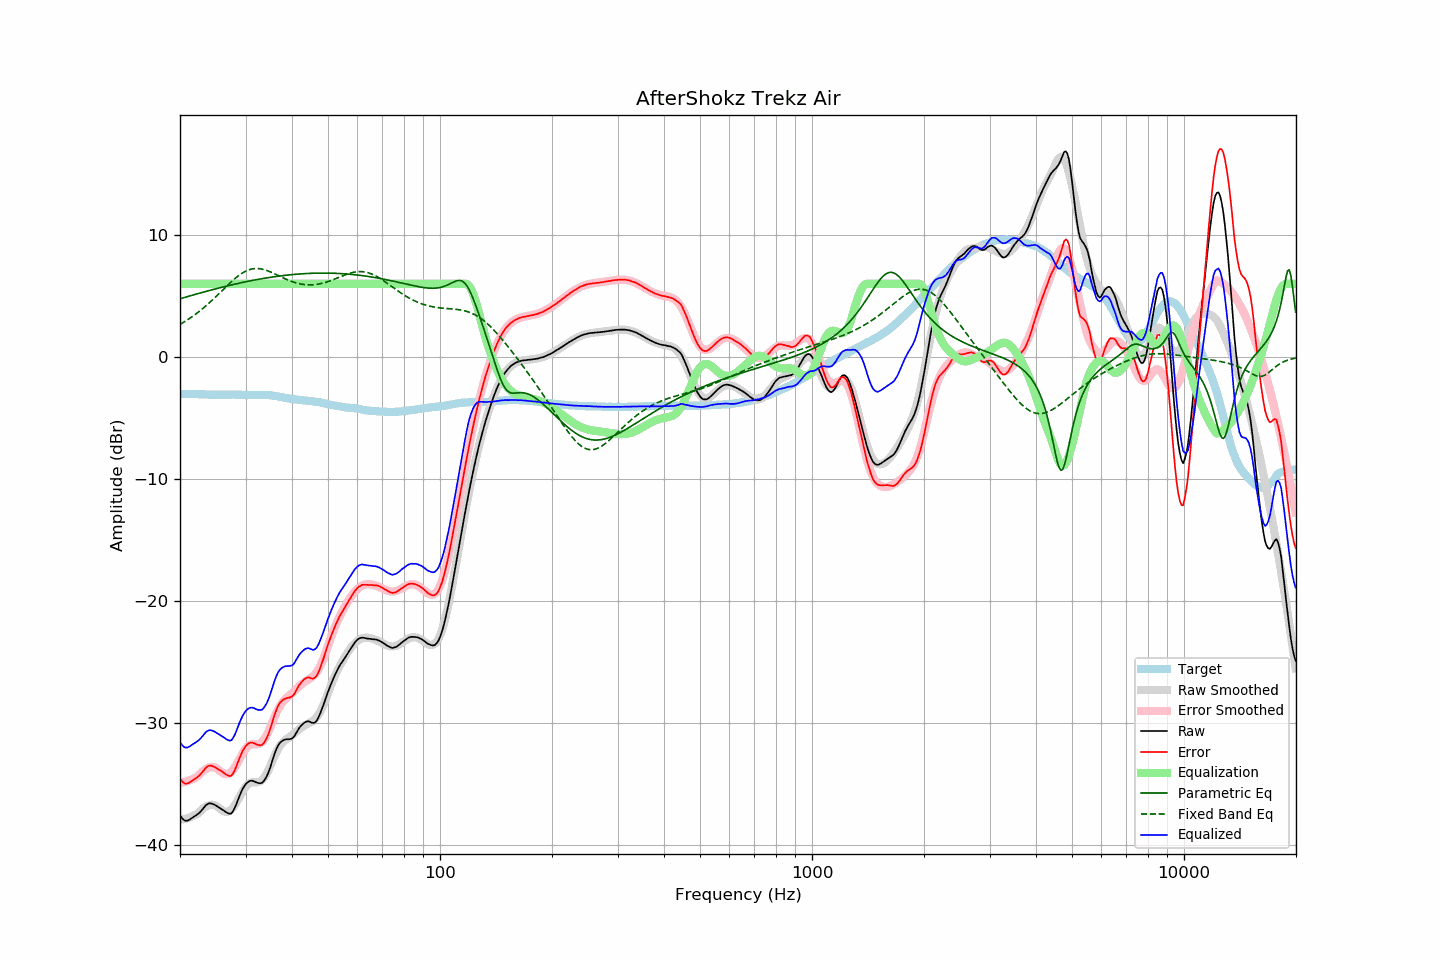 AfterShokz Trekz Air
Amplitude (dBr)
10
0
−10
−20
−30
−40
100
1000
10000
Frequency (Hz)
Target
Raw Smoothed
Error Smoothed
Raw
Error
Equalization
Parametric Eq
Fixed Band Eq
Equalized